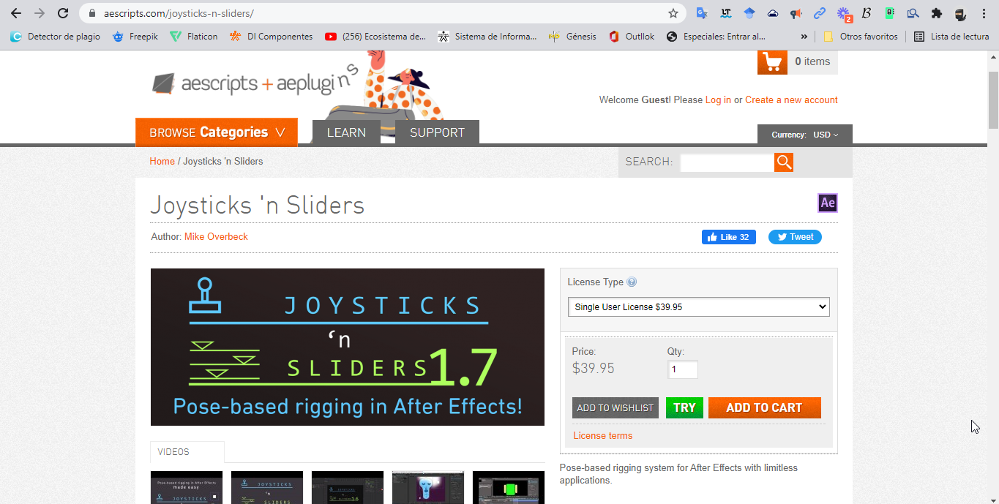 aescripts.com/joysticks-n-sliders/
2
Detector de plagio
Freepik
Flaticon
DI Componentes
(256) Ecosistema de...
Sistema de Informa...
Génesis
Outllok
Especiales: Entrar al...
»
Otros favoritos
Lista de lectura
aescripts + aeplugins
0 items
Welcome Guest! Please Log in or Create a new account
BROWSE Categories
LEARN
SUPPORT
Currency: USD
Home / Joysticks 'n Sliders
SEARCH:
Joysticks 'n Sliders
Ae
Author: Mike Overbeck
Like 32
Tweet
JOYSTICKS
'n
SLIDERS 1.7
Pose-based rigging in After Effects!
License Type ?
Single User License $39.95
Price:
Qty:
$39.95
1
ADD TO WISHLIST
TRY
ADD TO CART
License terms
Pose-based rigging system for After Effects with limitless
applications.
VIDEOS
Pose-based rigging in After Effects
made easy
JOYSTICKS
'n
SLIDERS
JOYSTICKS
'n
SLIDERS